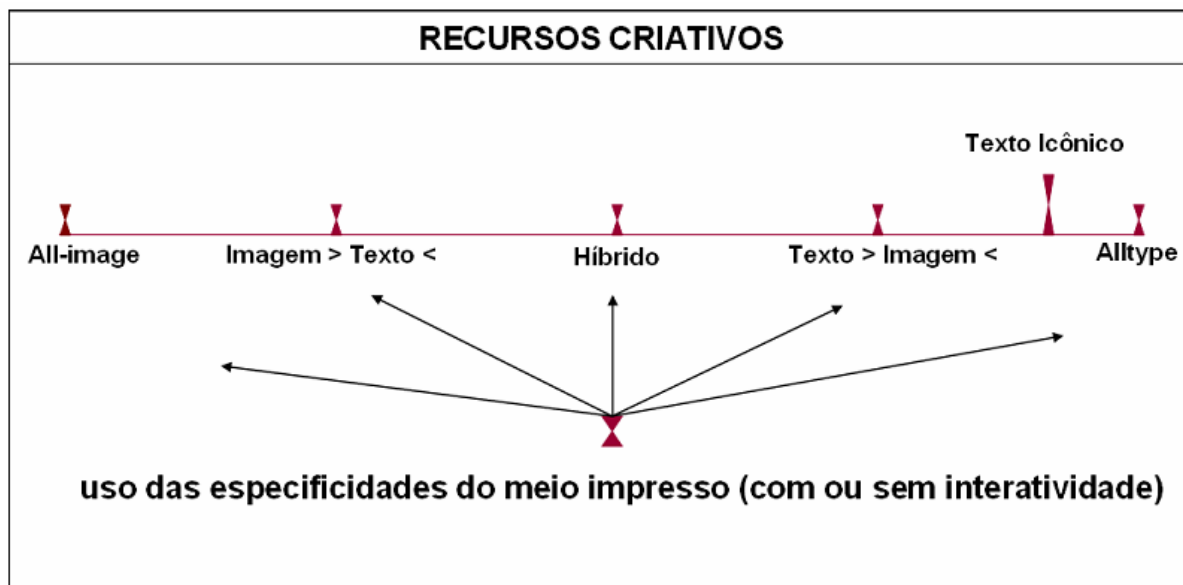 RECURSOS CRIATIVOS
Texto Icônico
All-image
Imagem > Texto <
Híbrido
Texto > Imagem <
Alltype
uso das especificidades do meio impresso (com ou sem interatividade)